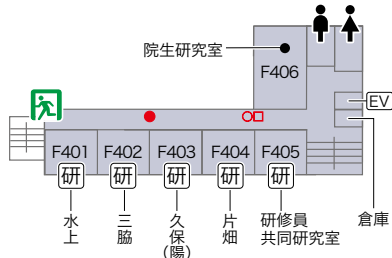 院生研究室
F406
EV
F401
F402
F403
F404
F405
研
研
研
研
研
水上
三脇
久保(陽)
片畑
研修員
共同研究室
倉庫